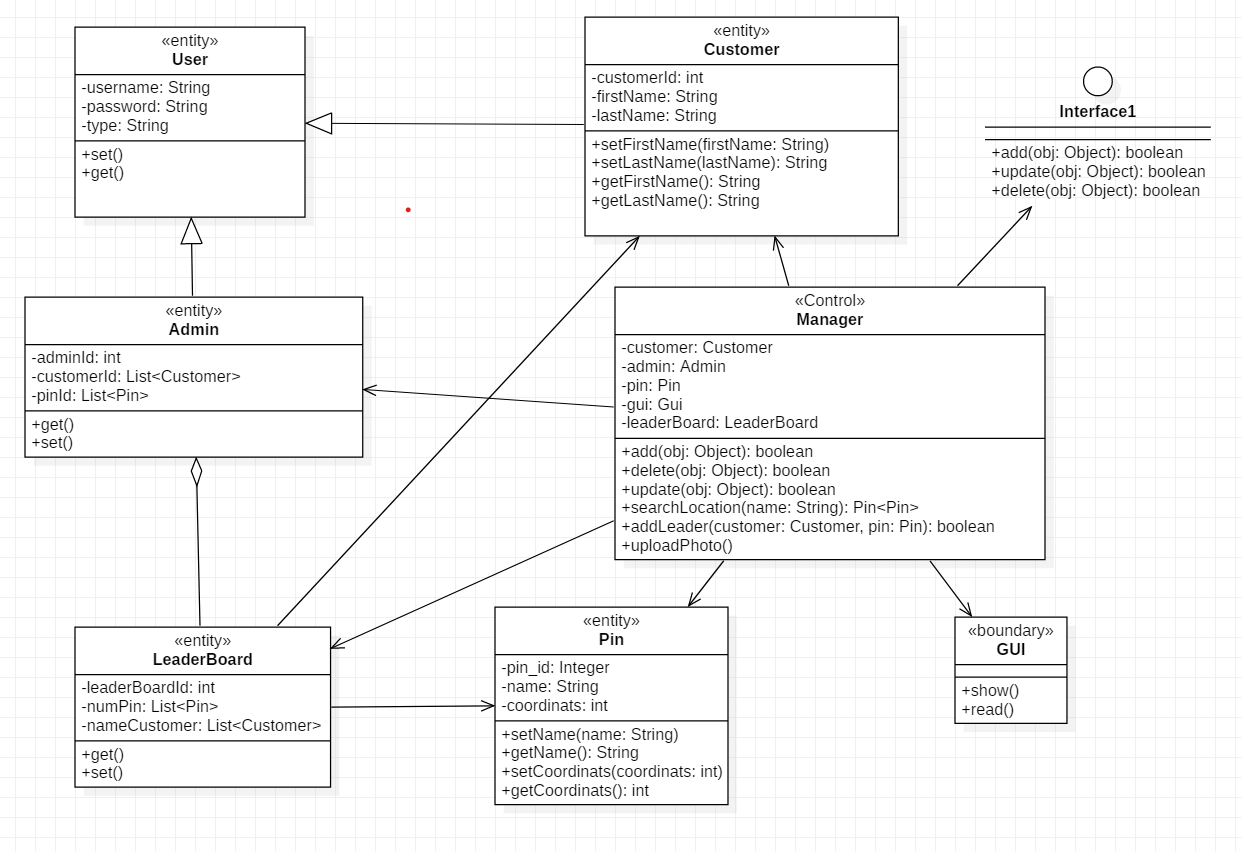 «entity»
User
-username: String
-password: String
-type: String
+set()
+get()
«entity»
Customer
-customerId: int
-firstName: String
-lastName: String
+setFirstName(firstName: String)
+setLastName(lastName): String
+getFirstName(): String
+getLastName(): String
Interface1
+add(obj: Object): boolean
+update(obj: Object): boolean
+delete(obj: Object): boolean
«entity»
Admin
-adminId: int
-customerId: List<Customer>
-pinId: List<Pin>
+get()
+set()
«Control»
Manager
-customer: Customer
-admin: Admin
-pin: Pin
-gui: Gui
-leaderBoard: LeaderBoard
+add(obj: Object): boolean
+delete(obj: Object): boolean
+update(obj: Object): boolean
+searchLocation(name: String): Pin<Pin>
+addLeader(customer: Customer, pin: Pin): boolean
+uploadPhoto()
«entity»
LeaderBoard
-leaderBoardId: int
-numPin: List<Pin>
-nameCustomer: List<Customer>
+get()
+set()
«entity»
Pin
-pin_id: Integer
-name: String
-coordinats: int
+setName(name: String)
+getName(): String
+setCoordinats(coordinats: int)
+getCoordinats(): int
«boundary»
GUI
+show()
+read()